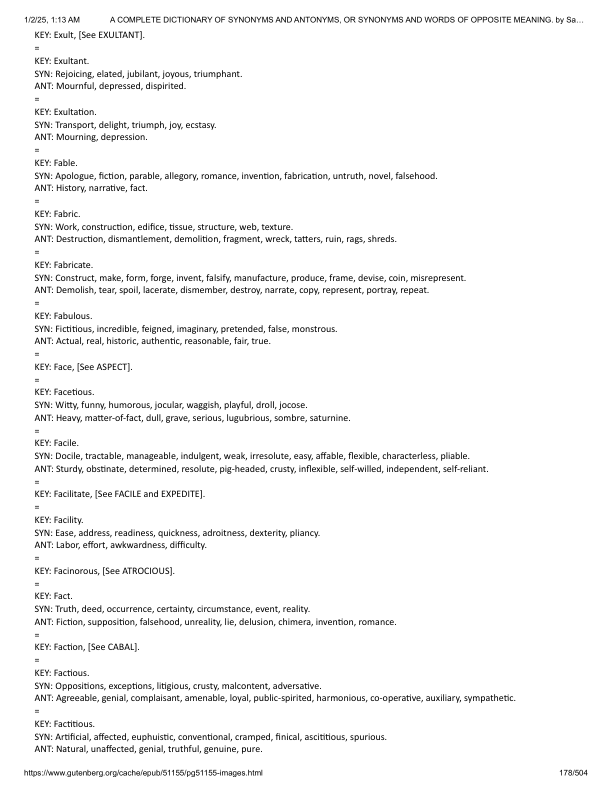 1/2/25, 1:13 AM A COMPLETE DICTIONARY OF SYNONYMS AND ANTONYMS, OR SYNONYMS AND WORDS OF OPPOSITE MEANING. by Sa…
KEY: Exult, [See EXULTANT].
=
KEY: Exultant.
SYN: Rejoicing, elated, jubilant, joyous, triumphant.
ANT: Mournful, depressed, dispirited.
=
KEY: Exultation.
SYN: Transport, delight, triumph, joy, ecstasy.
ANT: Mourning, depression.
=
KEY: Fable.
SYN: Apologue, fiction, parable, allegory, romance, invention, fabrication, untruth, novel, falsehood.
ANT: History, narrative, fact.
=
KEY: Fabric.
SYN: Work, construction, edifice, tissue, structure, web, texture.
ANT: Destruction, dismantlement, demolition, fragment, wreck, tatters, ruin, rags, shreds.
=
KEY: Fabricate.
SYN: Construct, make, form, forge, invent, falsify, manufacture, produce, frame, devise, coin, misrepresent.
ANT: Demolish, tear, spoil, lacerate, dismember, destroy, narrate, copy, represent, portray, repeat.
=
KEY: Fabulous.
SYN: Fictitious, incredible, feigned, imaginary, pretended, false, monstrous.
ANT: Actual, real, historic, authentic, reasonable, fair, true.
=
KEY: Face, [See ASPECT].
=
KEY: Facetious.
SYN: Witty, funny, humorous, jocular, waggish, playful, droll, jocose.
ANT: Heavy, matter-of-fact, dull, grave, serious, lugubrious, sombre, saturnine.
=
KEY: Facile.
SYN: Docile, tractable, manageable, indulgent, weak, irresolute, easy, affable, flexible, characterless, pliable.
ANT: Sturdy, obstinate, determined, resolute, pig-headed, crusty, inflexible, self-willed, independent, self-reliant.
=
KEY: Facilitate, [See FACILE and EXPEDITE].
=
KEY: Facility.
SYN: Ease, address, readiness, quickness, adroitness, dexterity, pliancy.
ANT: Labor, effort, awkwardness, difficulty.
=
KEY: Facinorous, [See ATROCIOUS].
=
KEY: Fact.
SYN: Truth, deed, occurrence, certainty, circumstance, event, reality.
ANT: Fiction, supposition, falsehood, unreality, lie, delusion, chimera, invention, romance.
=
KEY: Faction, [See CABAL].
=
KEY: Factious.
SYN: Oppositions, exceptions, litigious, crusty, malcontent, adversative.
ANT: Agreeable, genial, complaisant, amenable, loyal, public-spirited, harmonious, co-operative, auxiliary, sympathetic.
=
KEY: Factitious.
SYN: Artificial, affected, euphuistic, conventional, cramped, finical, ascititious, spurious.
ANT: Natural, unaffected, genial, truthful, genuine, pure.
https://www.gutenberg.org/cache/epub/51155/pg51155-images.html 178/504